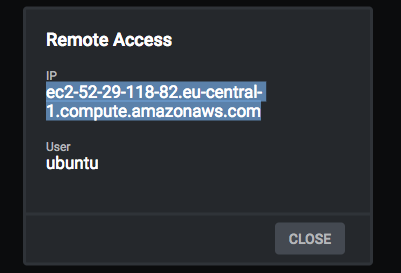 Remote Access
IP
ec2-52-29-118-82.eu-central-
1.compute.amazonaws.com
User
ubuntu
CLOSE